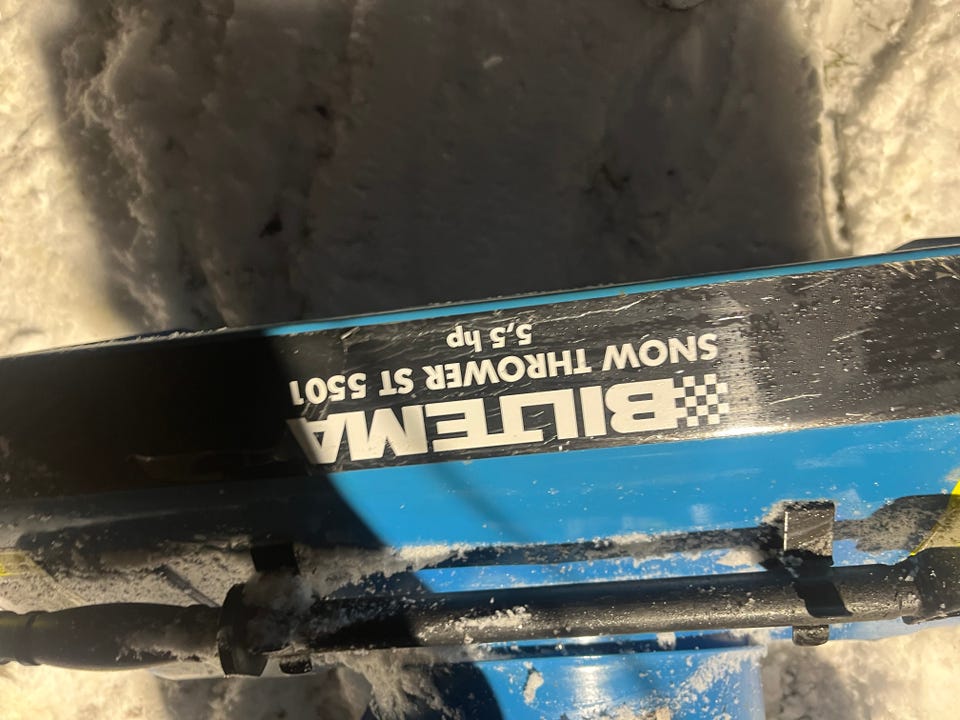 BILTEMA
SNOW THROWER ST 5501
5,5 hp